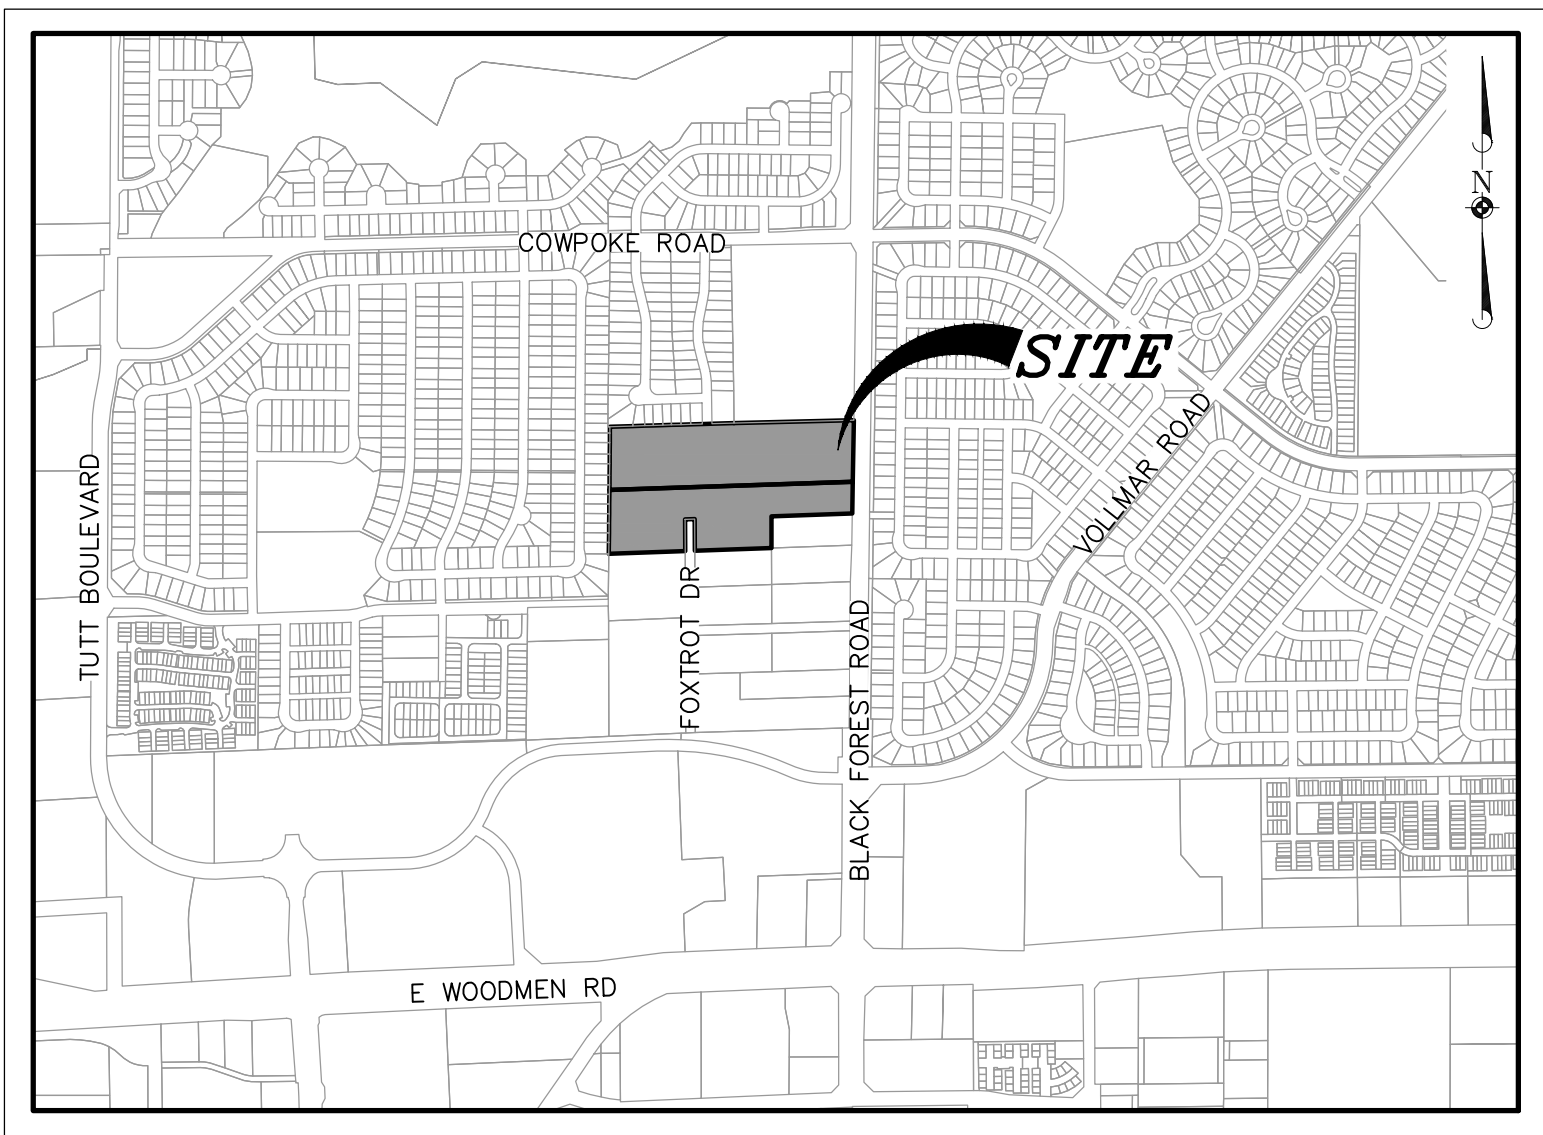 N
COWPOKE ROAD
SITE
VOLLMAR ROAD
TUTT BOULEVARD
FOXTROT DR
BLACK FOREST ROAD
E WOODMEN RD